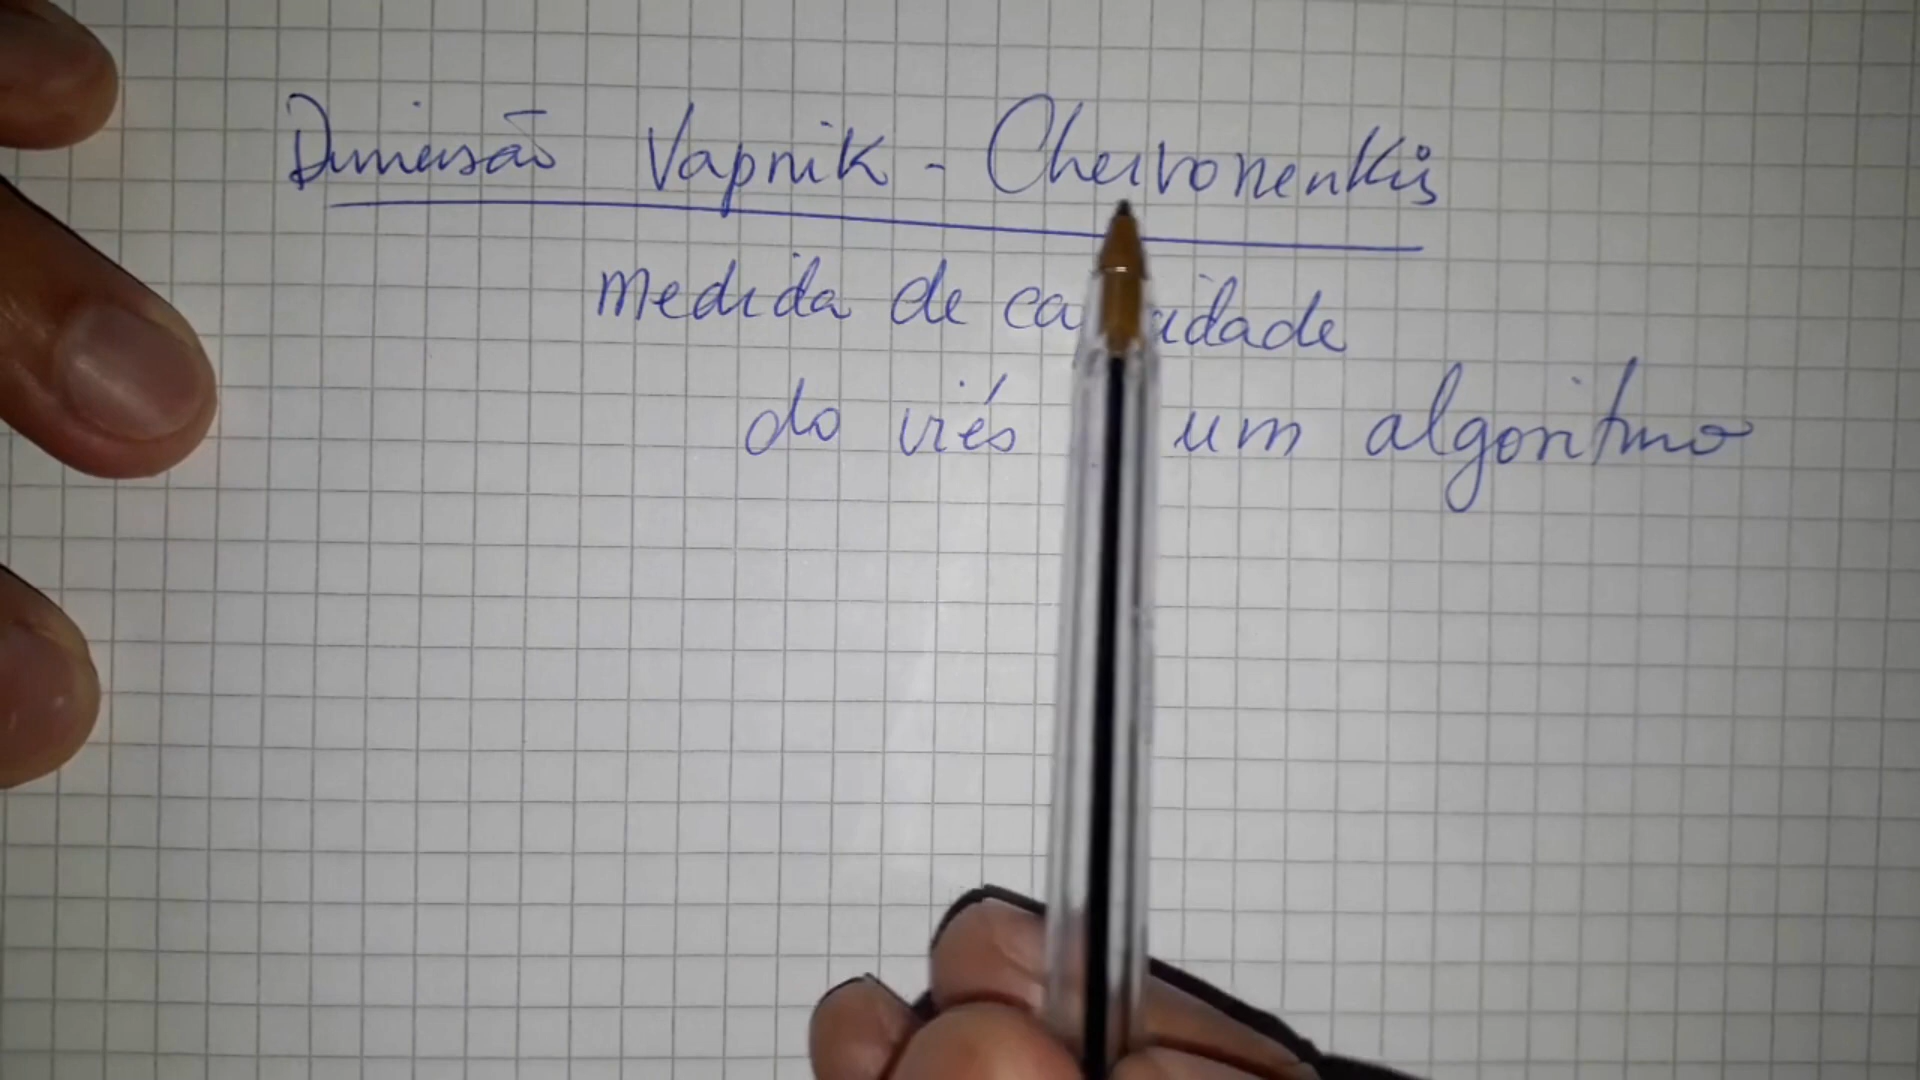 Dimensão Vapnik - Chervonenkis
medida de ca idade
do viés um algoritmo